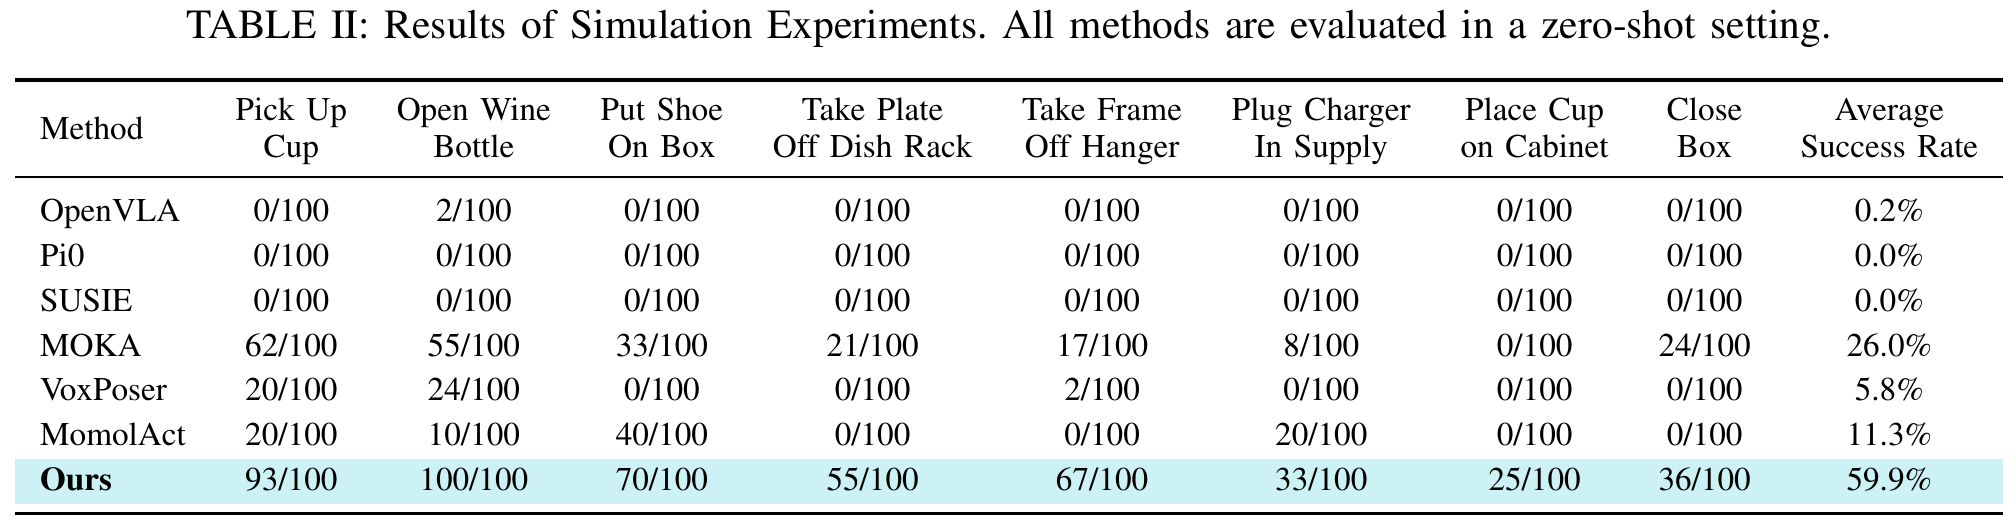 TABLE II: Results of Simulation Experiments. All methods are evaluated in a zero-shot setting.
Method Pick Up Cup Open Wine Bottle Put Shoe On Box Take Plate Off Dish Rack Take Frame Off Hanger Plug Charger In Supply Place Cup on Cabinet Close Box Average Success Rate
OpenVLA 0/100 2/100 0/100 0/100 0/100 0/100 0/100 0/100 0.2%
Pi0 0/100 0/100 0/100 0/100 0/100 0/100 0/100 0/100 0.0%
SUSIE 0/100 0/100 0/100 0/100 0/100 0/100 0/100 0/100 0.0%
MOKA 62/100 55/100 33/100 21/100 17/100 8/100 0/100 24/100 26.0%
VoxPoser 20/100 24/100 0/100 0/100 2/100 0/100 0/100 0/100 5.8%
MomolAct 20/100 10/100 40/100 0/100 0/100 20/100 0/100 0/100 11.3%
Ours 93/100 100/100 70/100 55/100 67/100 33/100 25/100 36/100 59.9%